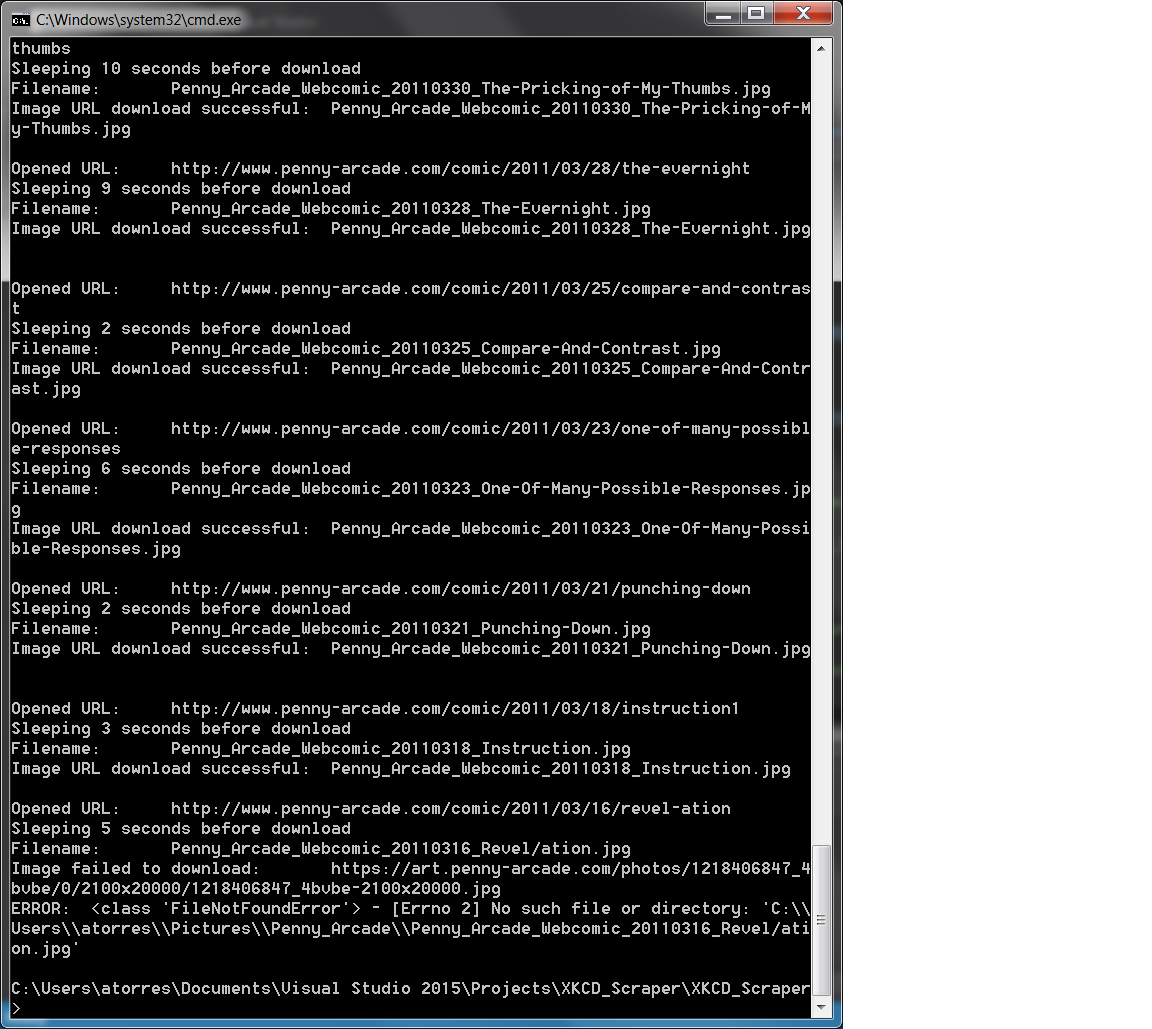 C:\Windows\system32\cmd.exe
thumbs
Sleeping 10 seconds before download
Filename:       Penny_Arcade_Webcomic_20110330_The-Pricking-of-My-Thumbs.jpg
Image URL download successful:  Penny_Arcade_Webcomic_20110330_The-Pricking-of-M
y-Thumbs.jpg
Opened URL:     http://www.penny-arcade.com/comic/2011/03/28/the-evernight
Sleeping 9 seconds before download
Filename:       Penny_Arcade_Webcomic_20110328_The-Evernight.jpg
Image URL download successful:  Penny_Arcade_Webcomic_20110328_The-Evernight.jpg
Opened URL:     http://www.penny-arcade.com/comic/2011/03/25/compare-and-contras
t
Sleeping 2 seconds before download
Filename:       Penny_Arcade_Webcomic_20110325_Compare-And-Contrast.jpg
Image URL download successful:  Penny_Arcade_Webcomic_20110325_Compare-And-Contr
ast.jpg
Opened URL:     http://www.penny-arcade.com/comic/2011/03/23/one-of-many-possibl
e-responses
Sleeping 6 seconds before download
Filename:       Penny_Arcade_Webcomic_20110323_One-Of-Many-Possible-Responses.jp
g
Image URL download successful:  Penny_Arcade_Webcomic_20110323_One-Of-Many-Possi
ble-Responses.jpg
Opened URL:     http://www.penny-arcade.com/comic/2011/03/21/punching-down
Sleeping 2 seconds before download
Filename:       Penny_Arcade_Webcomic_20110321_Punching-Down.jpg
Image URL download successful:  Penny_Arcade_Webcomic_20110321_Punching-Down.jpg
Opened URL:     http://www.penny-arcade.com/comic/2011/03/18/instruction1
Sleeping 3 seconds before download
Filename:       Penny_Arcade_Webcomic_20110318_Instruction.jpg
Image URL download successful:  Penny_Arcade_Webcomic_20110318_Instruction.jpg
Opened URL:     http://www.penny-arcade.com/comic/2011/03/16/revel-ation
Sleeping 5 seconds before download
Filename:       Penny_Arcade_Webcomic_20110316_Revel/ation.jpg
Image failed to download:       https://art.penny-arcade.com/photos/1218406847_4
bvbe/0/2100x20000/1218406847_4bvbe-2100x20000.jpg
ERROR:  <class 'FileNotFoundError'> - [Errno 2] No such file or directory: 'C:\\
Users\\atorres\\Pictures\\Penny_Arcade\\Penny_Arcade_Webcomic_20110316_Revel/ati
on.jpg'
C:\Users\atorres\Documents\Visual Studio 2015\Projects\XKCD_Scraper\XKCD_Scraper
>